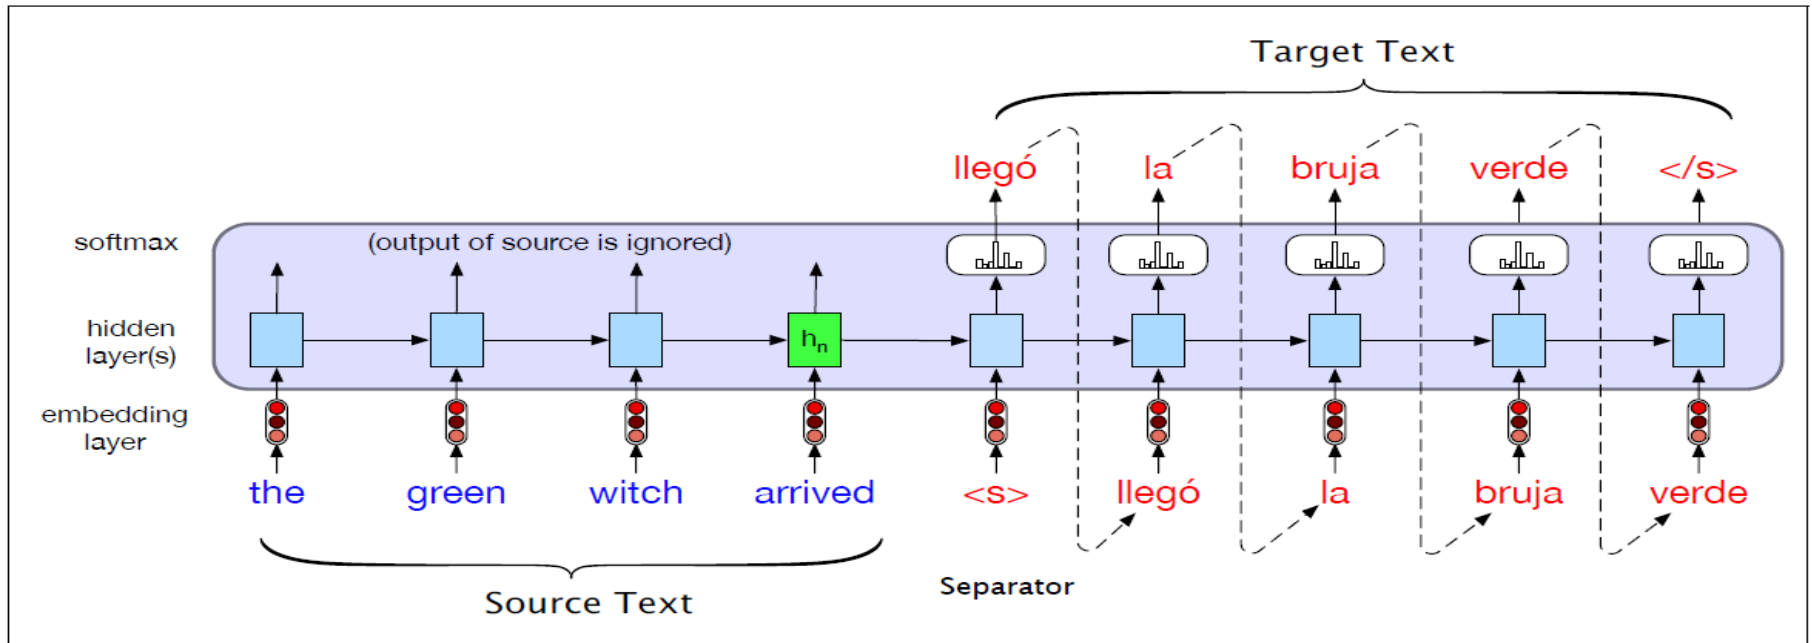 Target Text
llegó la bruja verde </s>
softmax (output of source is ignored)
hidden
layer(s)
hn
embedding
layer
the green witch arrived <s> llegó la bruja verde
Separator
Source Text